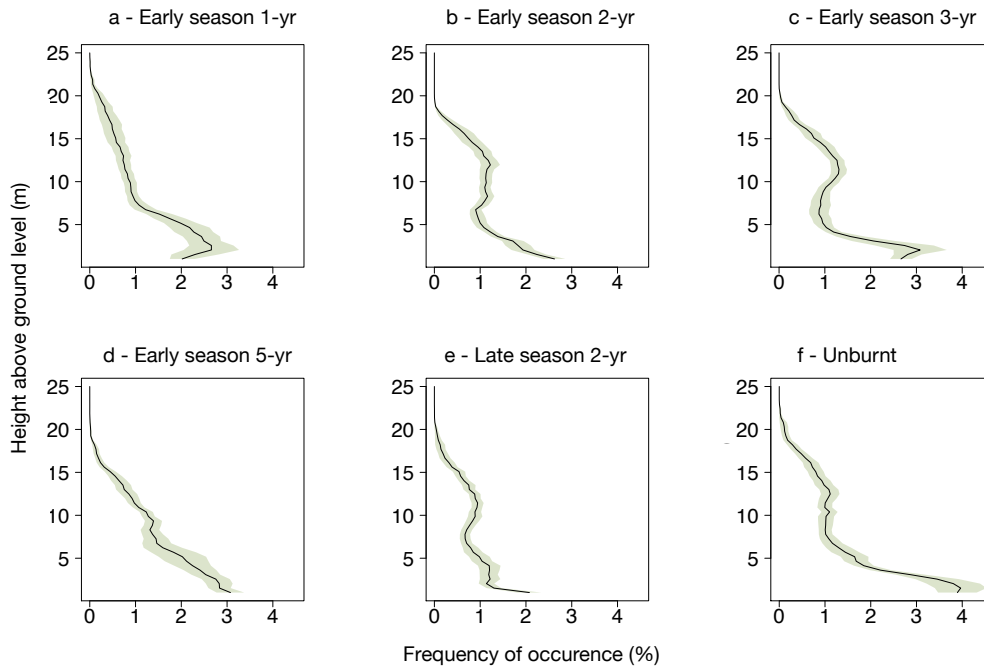 a - Early season 1-yr
b - Early season 2-yr
c - Early season 3-yr
25
20
15
10
5
0 1 2 3 4
25
20
15
10
5
0 1 2 3 4
25
20
15
10
5
0 1 2 3 4
d - Early season 5-yr
e - Late season 2-yr
f - Unburnt
25
20
15
10
5
0 1 2 3 4
25
20
15
10
5
0 1 2 3 4
25
20
15
10
5
0 1 2 3 4
Height above ground level (m)
Frequency of occurence (%)